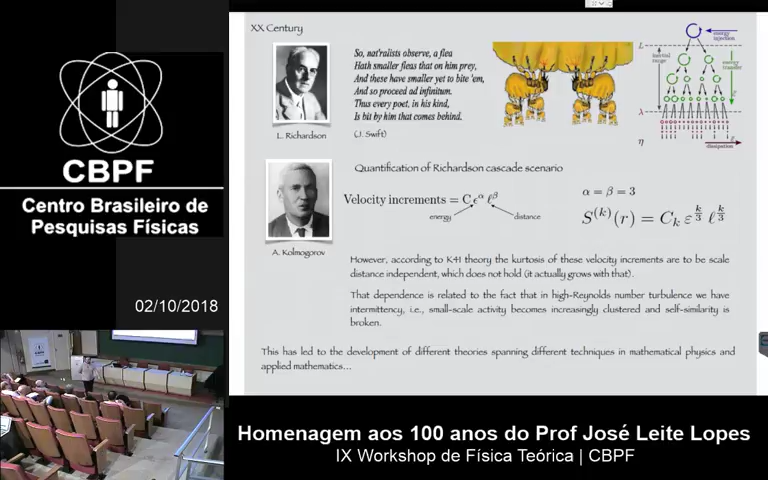 CBPF
Centro Brasileiro de
Pesquisas Físicas
02/10/2018
XX Century
L. Richardson
So, nat'ralists observe, a flea
Hath smaller fleas that on him prey,
And these have smaller yet to bite 'em,
And so proceed ad infinitum.
Thus every poet, in his kind,
Is bit by him that comes behind.
(J. Swift)
L
λ
η
energy
injection
inertial
range
energy
transfer
ε
dissipation
A. Kolmogorov
Quantification of Richardson cascade scenario
Velocity increments = C ϵ^α ℓ^β
energy
distance
α = β = 3
S^(k)(r) = C_k ε^(k/3) ℓ^(k/3)
However, according to K41 theory the kurtosis of these velocity increments are to be scale
distance independent, which does not hold (it actually grows with that).
That dependence is related to the fact that in high-Reynolds number turbulence we have
intermittency, i.e., small-scale activity becomes increasingly clustered and self-similarity is
broken.
This has led to the development of different theories spanning different techniques in mathematical physics and
applied mathematics...
Homenagem aos 100 anos do Prof José Leite Lopes
IX Workshop de Física Teórica | CBPF